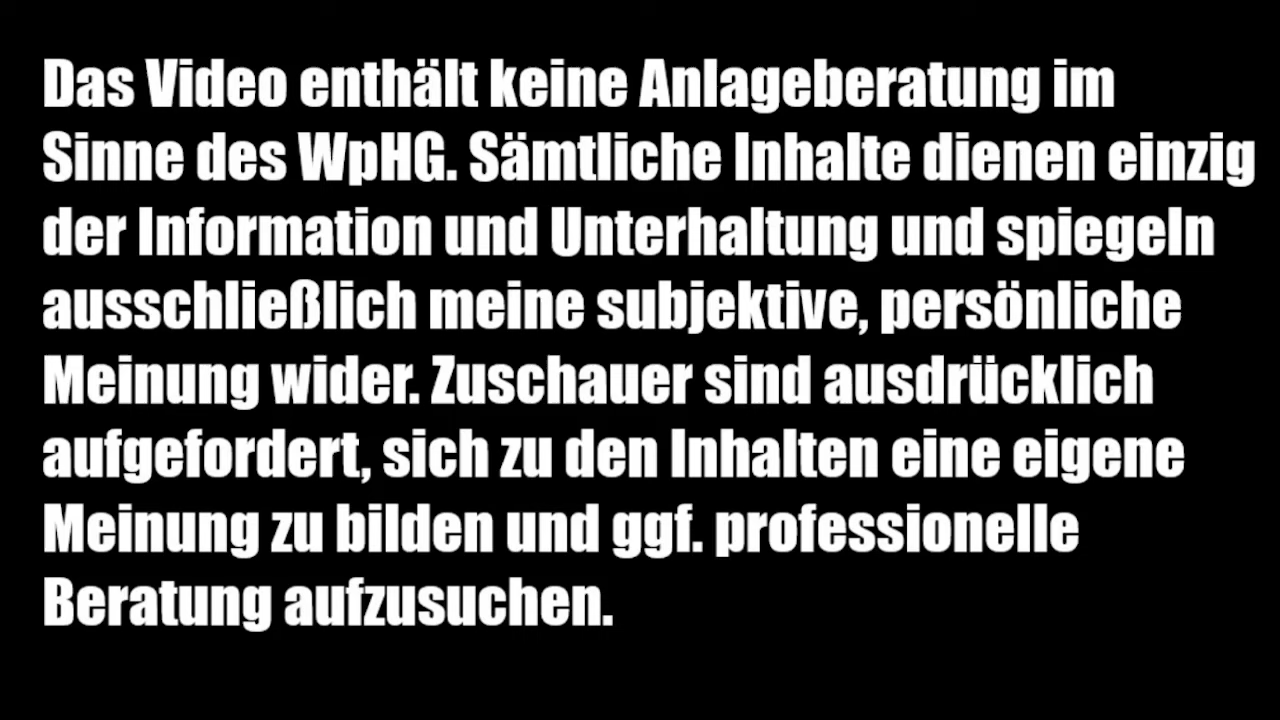 Das Video enthält keine Anlageberatung im
Sinne des WpHG. Sämtliche Inhalte dienen einzig
der Information und Unterhaltung und spiegeln
ausschließlich meine subjektive, persönliche
Meinung wider. Zuschauer sind ausdrücklich
aufgefordert, sich zu den Inhalten eine eigene
Meinung zu bilden und ggf. professionelle
Beratung aufzusuchen.